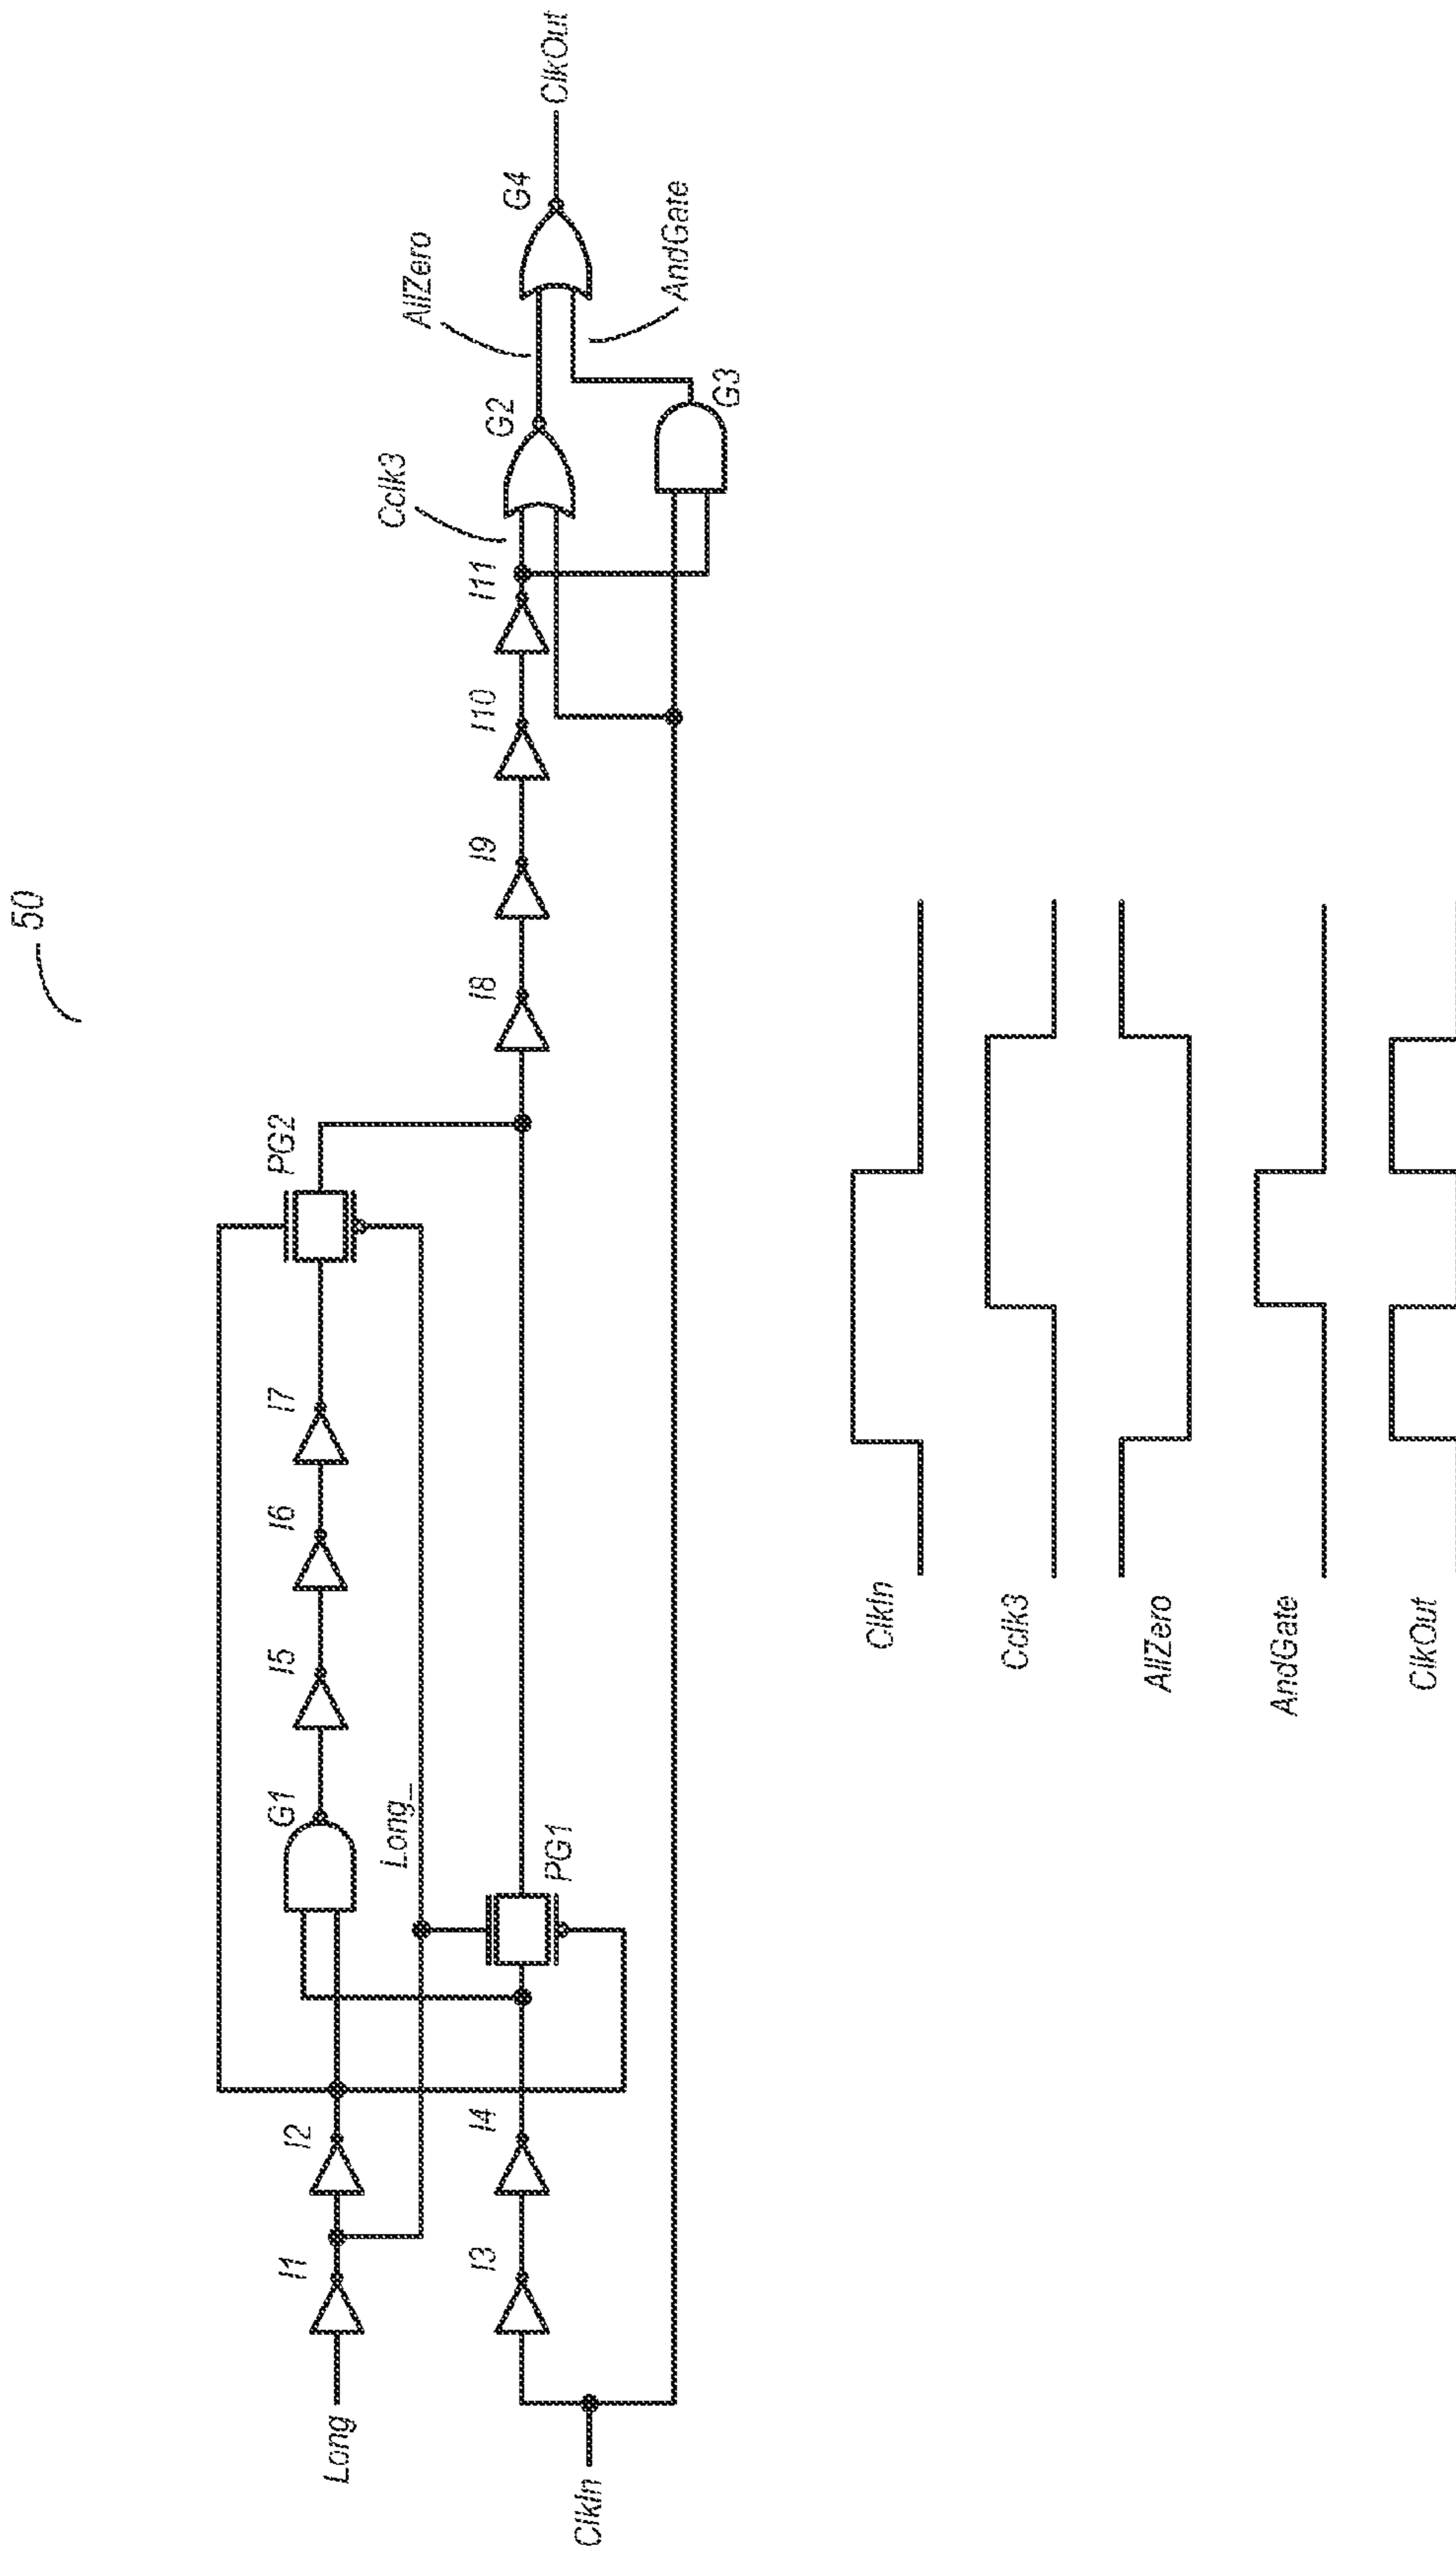 50
Long
I1
I2
G1
I5
I6
I7
PG2
Long_
ClkIn
I3
I4
PG1
I8
I9
I10
I11
Cclk3
G2
AllZero
G4
ClkOut
G3
AndGate
ClkIn
Cclk3
AllZero
AndGate
ClkOut